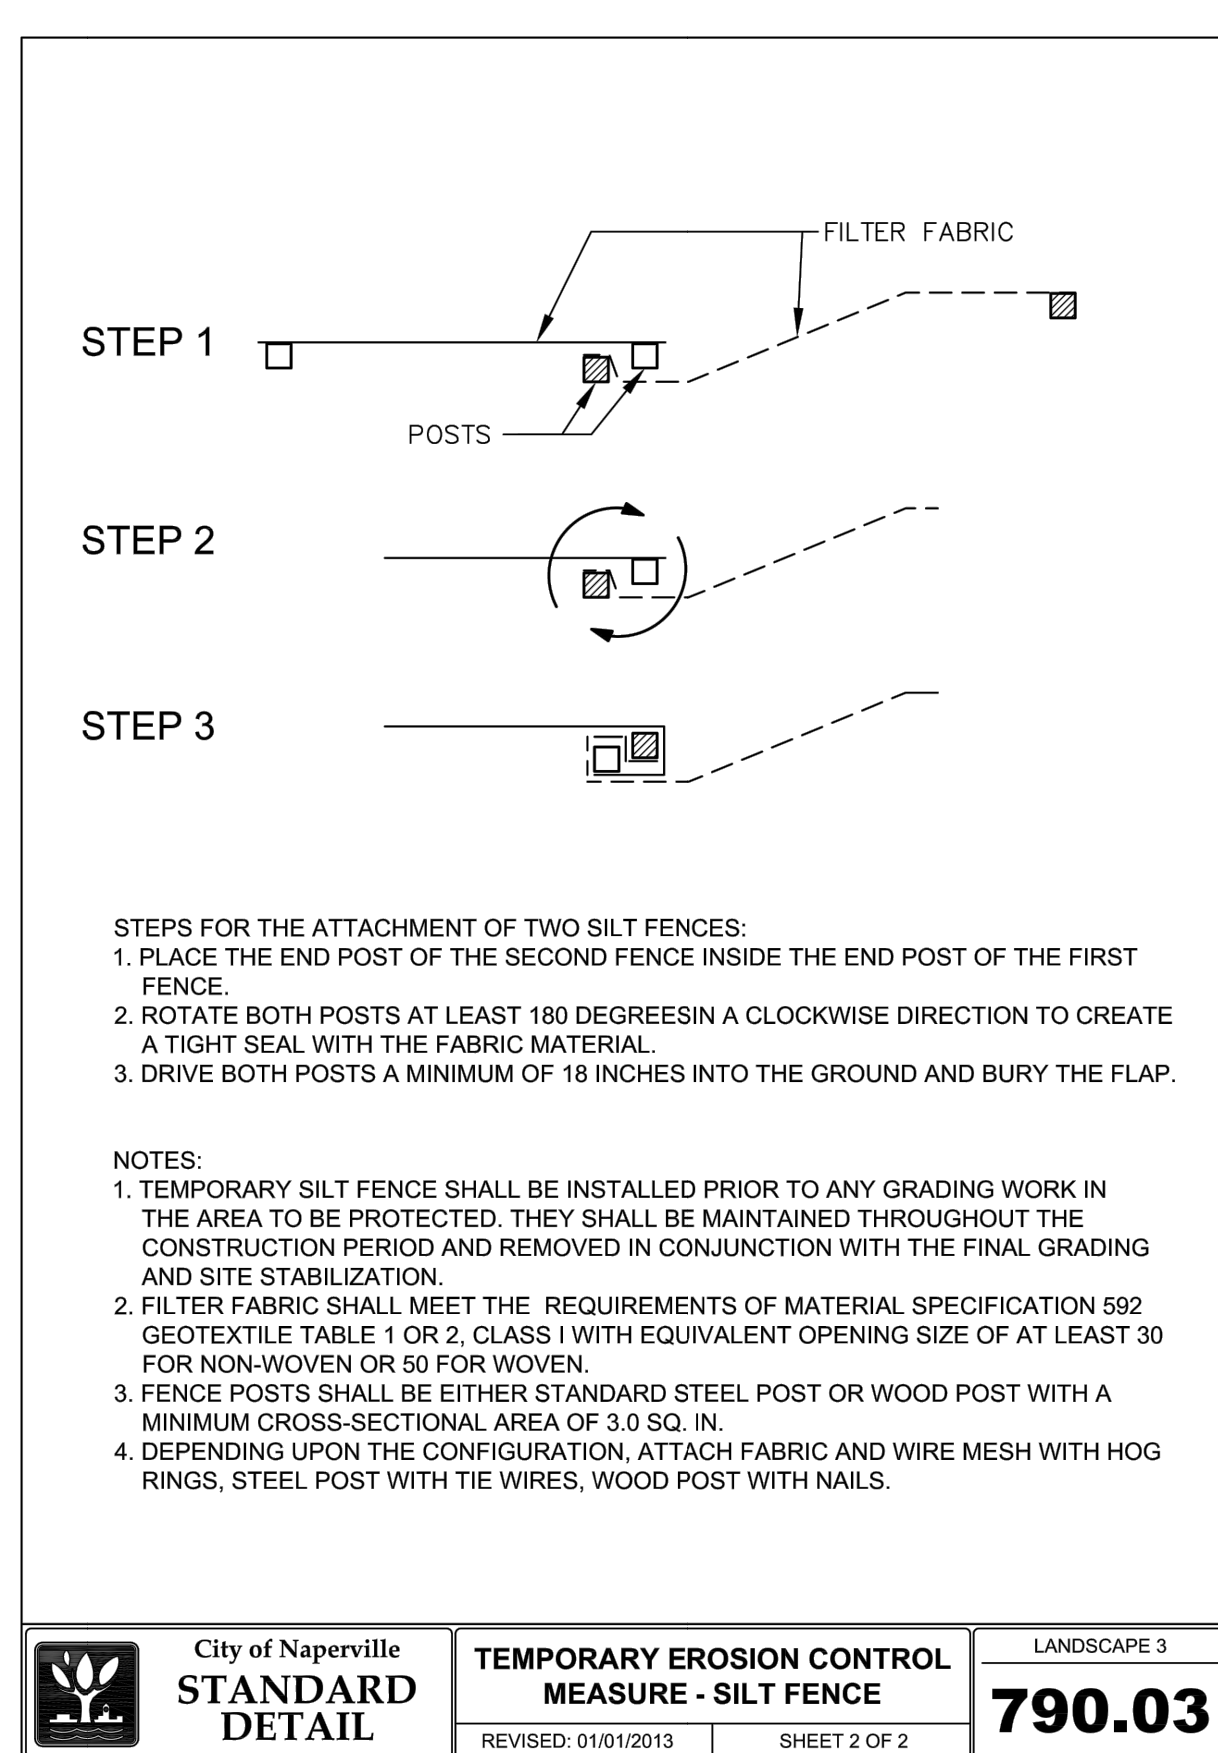 FILTER FABRIC
STEP 1
POSTS
STEP 2
STEP 3
STEPS FOR THE ATTACHMENT OF TWO SILT FENCES:
1. PLACE THE END POST OF THE SECOND FENCE INSIDE THE END POST OF THE FIRST
FENCE.
2. ROTATE BOTH POSTS AT LEAST 180 DEGREESIN A CLOCKWISE DIRECTION TO CREATE
A TIGHT SEAL WITH THE FABRIC MATERIAL.
3. DRIVE BOTH POSTS A MINIMUM OF 18 INCHES INTO THE GROUND AND BURY THE FLAP.
NOTES:
1. TEMPORARY SILT FENCE SHALL BE INSTALLED PRIOR TO ANY GRADING WORK IN
THE AREA TO BE PROTECTED. THEY SHALL BE MAINTAINED THROUGHOUT THE
CONSTRUCTION PERIOD AND REMOVED IN CONJUNCTION WITH THE FINAL GRADING
AND SITE STABILIZATION.
2. FILTER FABRIC SHALL MEET THE REQUIREMENTS OF MATERIAL SPECIFICATION 592
GEOTEXTILE TABLE 1 OR 2, CLASS I WITH EQUIVALENT OPENING SIZE OF AT LEAST 30
FOR NON-WOVEN OR 50 FOR WOVEN.
3. FENCE POSTS SHALL BE EITHER STANDARD STEEL POST OR WOOD POST WITH A
MINIMUM CROSS-SECTIONAL AREA OF 3.0 SQ. IN.
4. DEPENDING UPON THE CONFIGURATION, ATTACH FABRIC AND WIRE MESH WITH HOG
RINGS, STEEL POST WITH TIE WIRES, WOOD POST WITH NAILS.
City of Naperville
STANDARD
DETAIL
TEMPORARY EROSION CONTROL
MEASURE - SILT FENCE
REVISED: 01/01/2013
SHEET 2 OF 2
LANDSCAPE 3
790.03